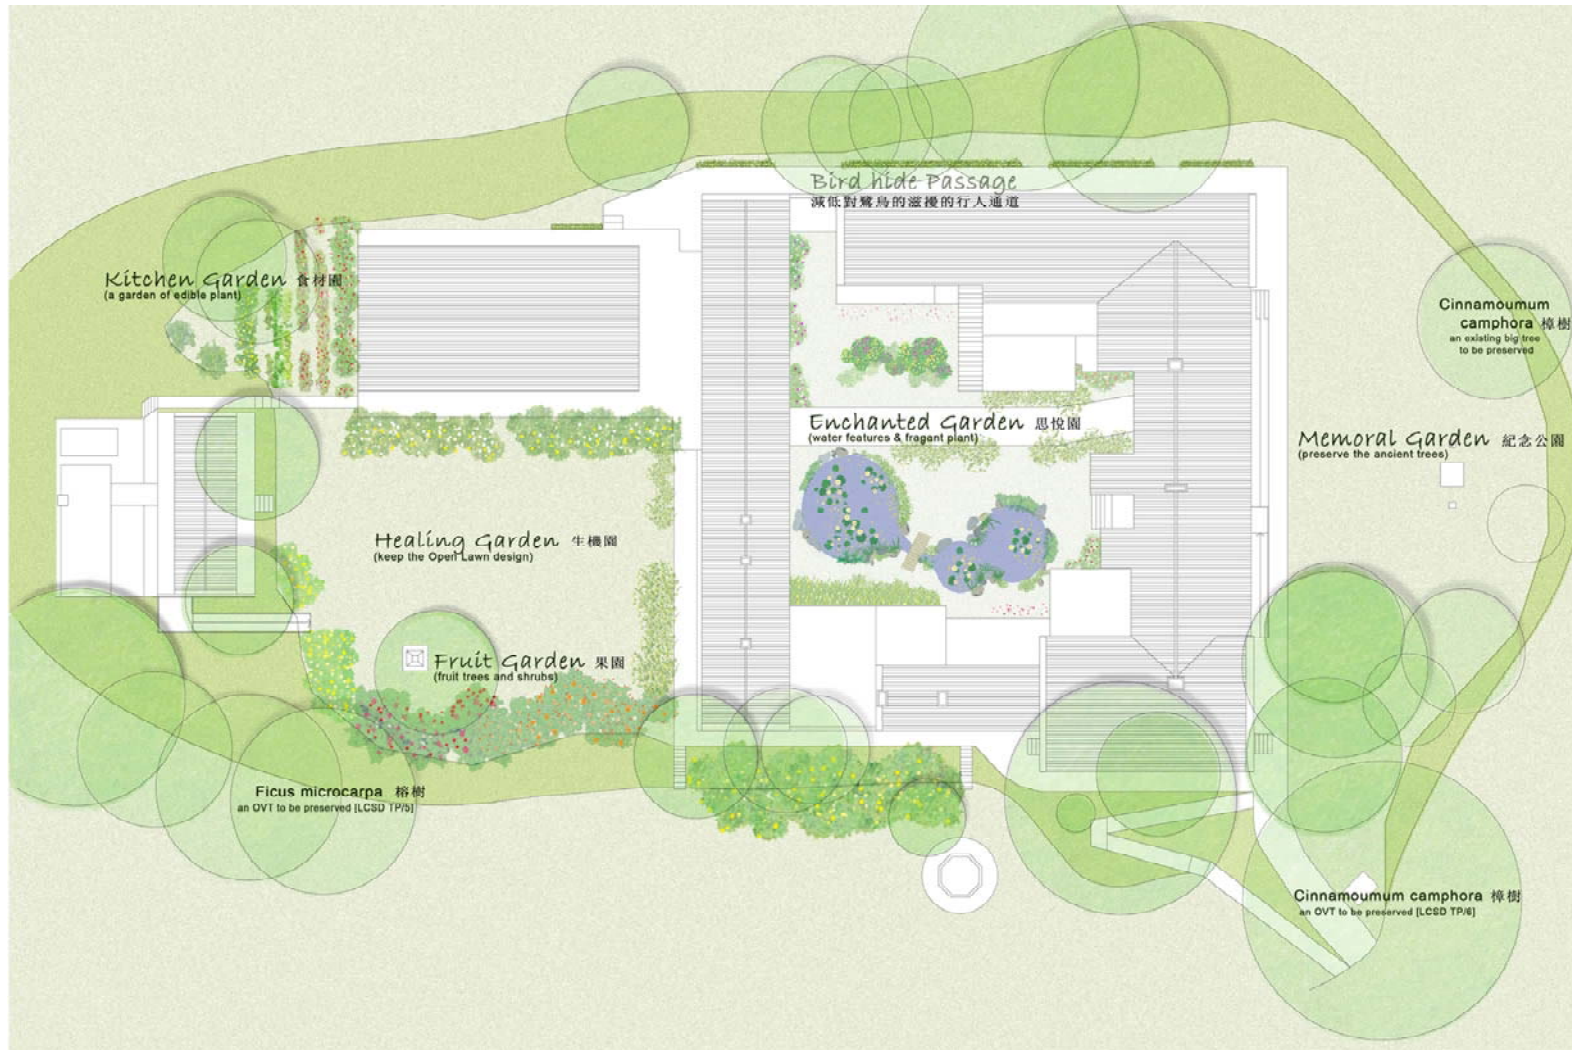 Bird hide Passage
減低對鷺鳥的滋擾的行人通道
Kitchen Garden 食材園
(a garden of edible plant)
Cinnamoumum
camphora 樟樹
an existing big tree
to be preserved
Enchanted Garden 思悅園
(water features & fragant plant)
Memoral Garden 紀念公園
(preserve the ancient trees)
Healing Garden 生機園
(keep the Open Lawn design)
Fruit Garden 果園
(fruit trees and shrubs)
Ficus microcarpa 榕樹
an OVT to be preserved [LCSD TP/5]
Cinnamoumum camphora 樟樹
an OVT to be preserved [LCSD TP/6]